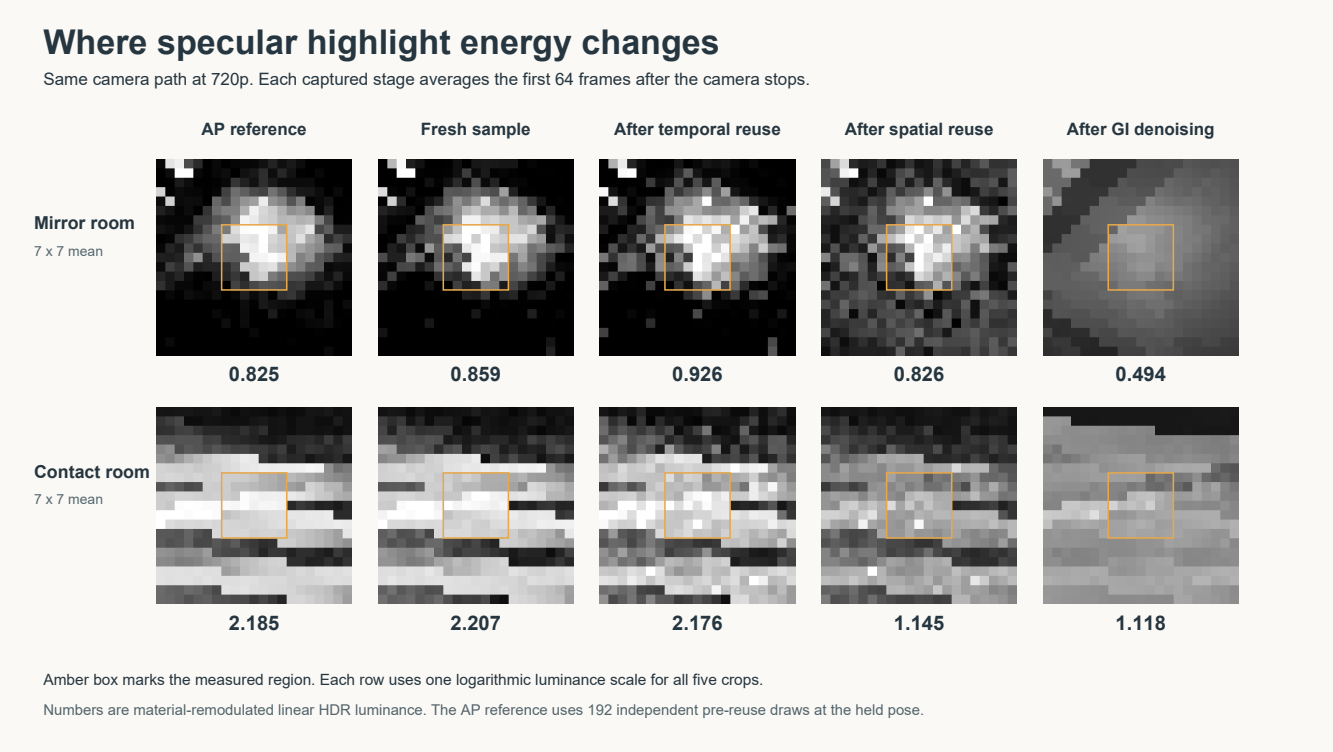 Where specular highlight energy changes
Same camera path at 720p. Each captured stage averages the first 64 frames after the camera stops.
AP reference
Fresh sample
After temporal reuse
After spatial reuse
After GI denoising
Mirror room
7 x 7 mean
0.825
0.859
0.926
0.826
0.494
Contact room
7 x 7 mean
2.185
2.207
2.176
1.145
1.118
Amber box marks the measured region. Each row uses one logarithmic luminance scale for all five crops.
Numbers are material-remodulated linear HDR luminance. The AP reference uses 192 independent pre-reuse draws at the held pose.